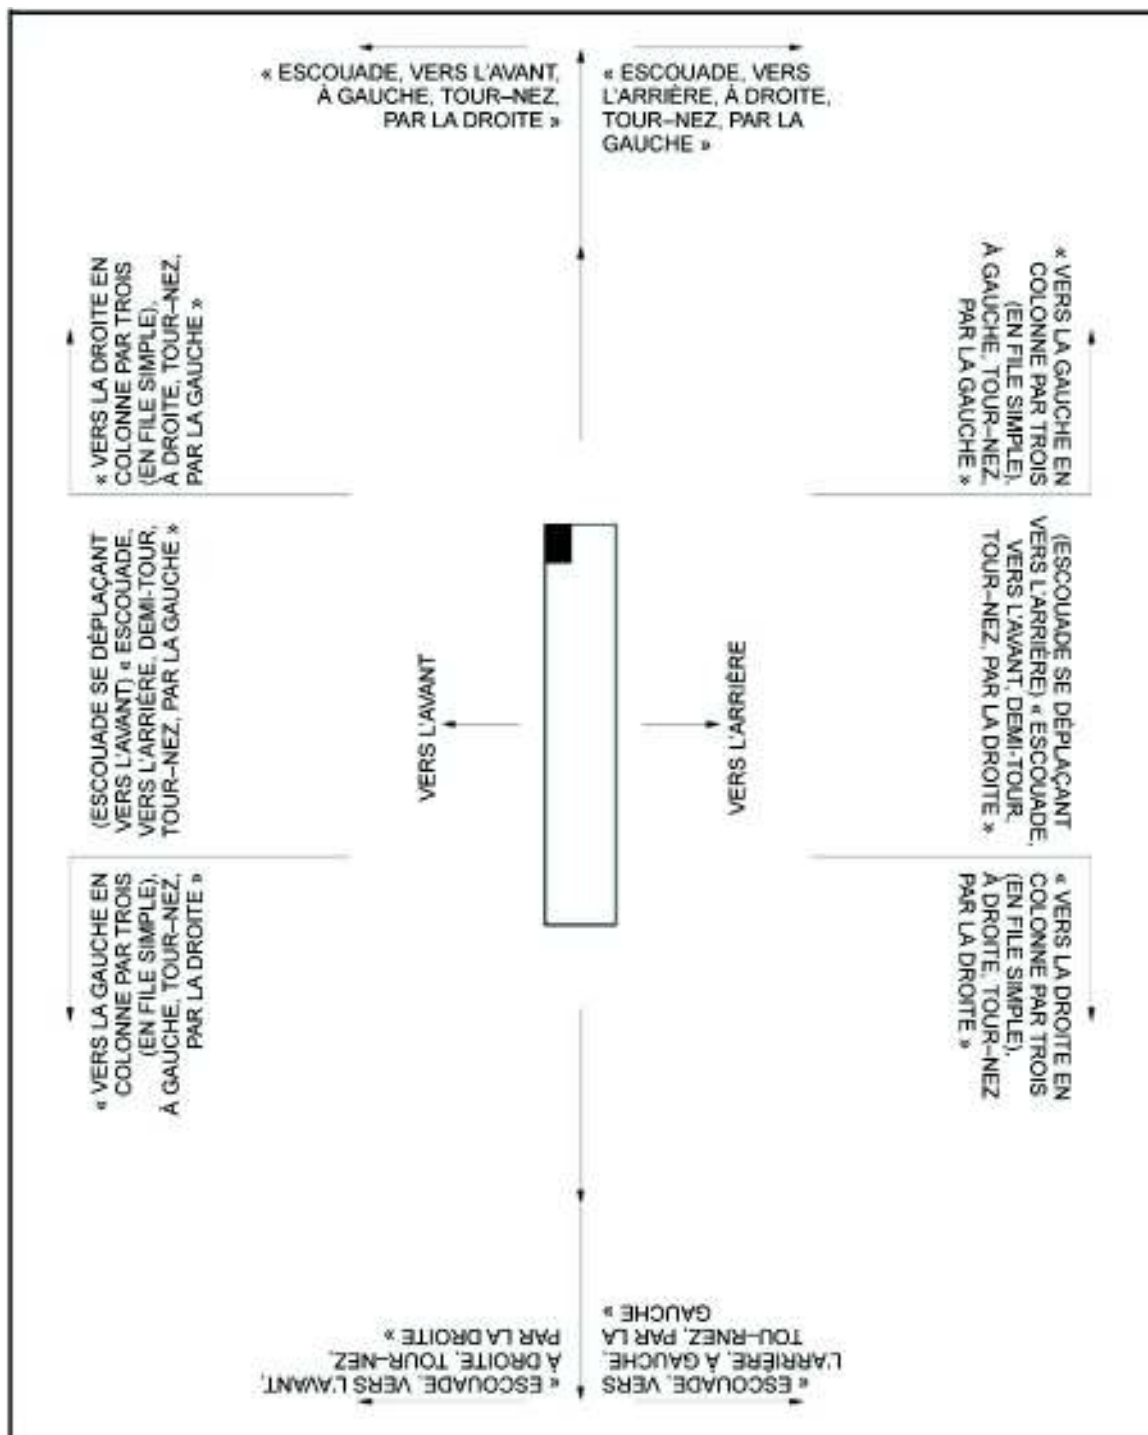 « ESCOUADE, VERS L'AVANT,
À GAUCHE, TOUR–NEZ,
PAR LA DROITE »
« ESCOUADE, VERS
L'ARRIÈRE, À DROITE,
TOUR–NEZ, PAR LA
GAUCHE »
« VERS LA DROITE EN
COLONNE PAR TROIS
(EN FILE SIMPLE),
À DROITE, TOUR–NEZ,
PAR LA GAUCHE »
« VERS LA GAUCHE EN
COLONNE PAR TROIS
(EN FILE SIMPLE),
À GAUCHE, TOUR–NEZ,
PAR LA GAUCHE »
(ESCOUADE SE DÉPLAÇANT
VERS L'AVANT) « ESCOUADE,
VERS L'ARRIÈRE, DEMI-TOUR,
TOUR–NEZ, PAR LA GAUCHE »
VERS L'AVANT
VERS L'ARRIÈRE
(ESCOUADE SE DÉPLAÇANT
VERS L'ARRIÈRE) « ESCOUADE,
VERS L'AVANT, DEMI-TOUR,
TOUR–NEZ, PAR LA DROITE »
« VERS LA GAUCHE EN
COLONNE PAR TROIS
(EN FILE SIMPLE),
À GAUCHE, TOUR–NEZ,
PAR LA DROITE »
« VERS LA DROITE EN
COLONNE PAR TROIS
(EN FILE SIMPLE),
À DROITE, TOUR–NEZ
PAR LA DROITE »
« ESCOUADE, VERS L'AVANT,
À DROITE, TOUR–NEZ,
PAR LA DROITE »
« ESCOUADE, VERS
L'ARRIÈRE, À GAUCHE,
TOU–RNEZ, PAR LA
GAUCHE »